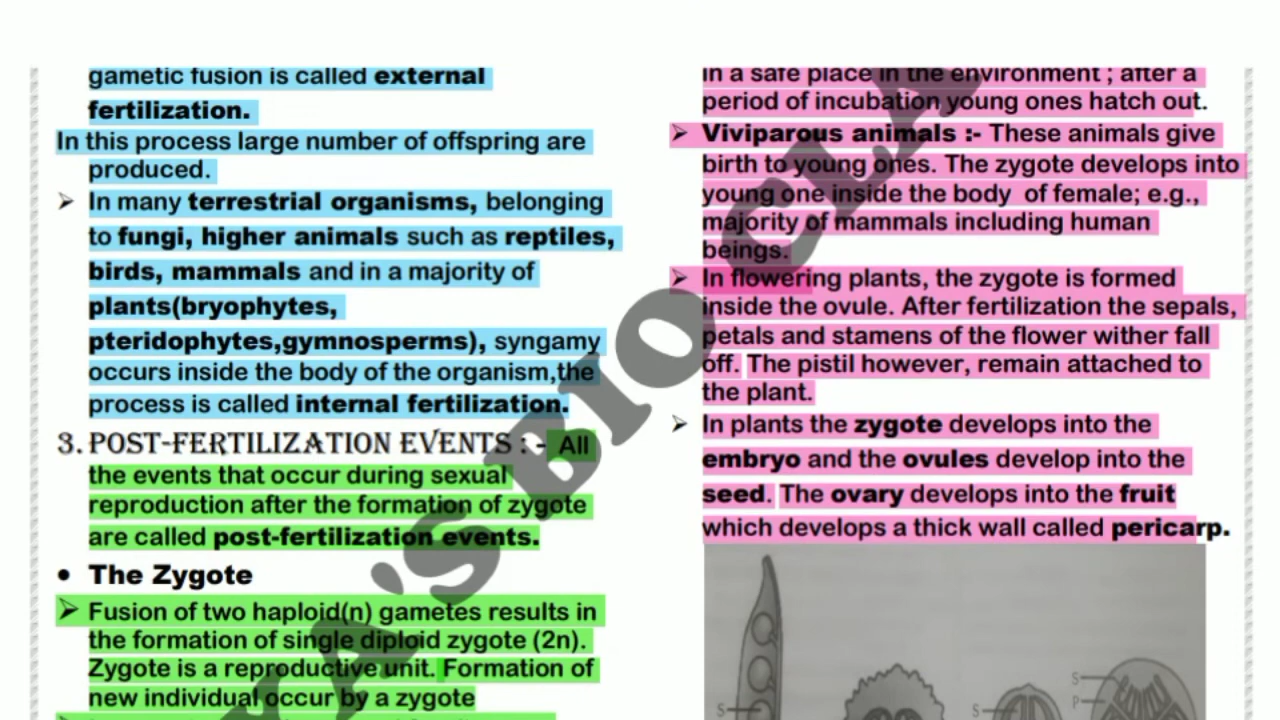 gametic fusion is called external
fertilization.
In this process large number of offspring are
produced.
➢ In many terrestrial organisms, belonging
to fungi, higher animals such as reptiles,
birds, mammals and in a majority of
plants(bryophytes,
pteridophytes,gymnosperms), syngamy
occurs inside the body of the organism,the
process is called internal fertilization.
3. POST-FERTILIZATION EVENTS : - All
the events that occur during sexual
reproduction after the formation of zygote
are called post-fertilization events.
• The Zygote
➢ Fusion of two haploid(n) gametes results in
the formation of single diploid zygote (2n).
Zygote is a reproductive unit. Formation of
new individual occur by a zygote
in a safe place in the environment ; after a
period of incubation young ones hatch out.
➢ Viviparous animals :- These animals give
birth to young ones. The zygote develops into
young one inside the body of female; e.g.,
majority of mammals including human
beings.
➢ In flowering plants, the zygote is formed
inside the ovule. After fertilization the sepals,
petals and stamens of the flower wither fall
off. The pistil however, remain attached to
the plant.
➢ In plants the zygote develops into the
embryo and the ovules develop into the
seed. The ovary develops into the fruit
which develops a thick wall called pericarp.
S
S
S
P
'S BIO CLA